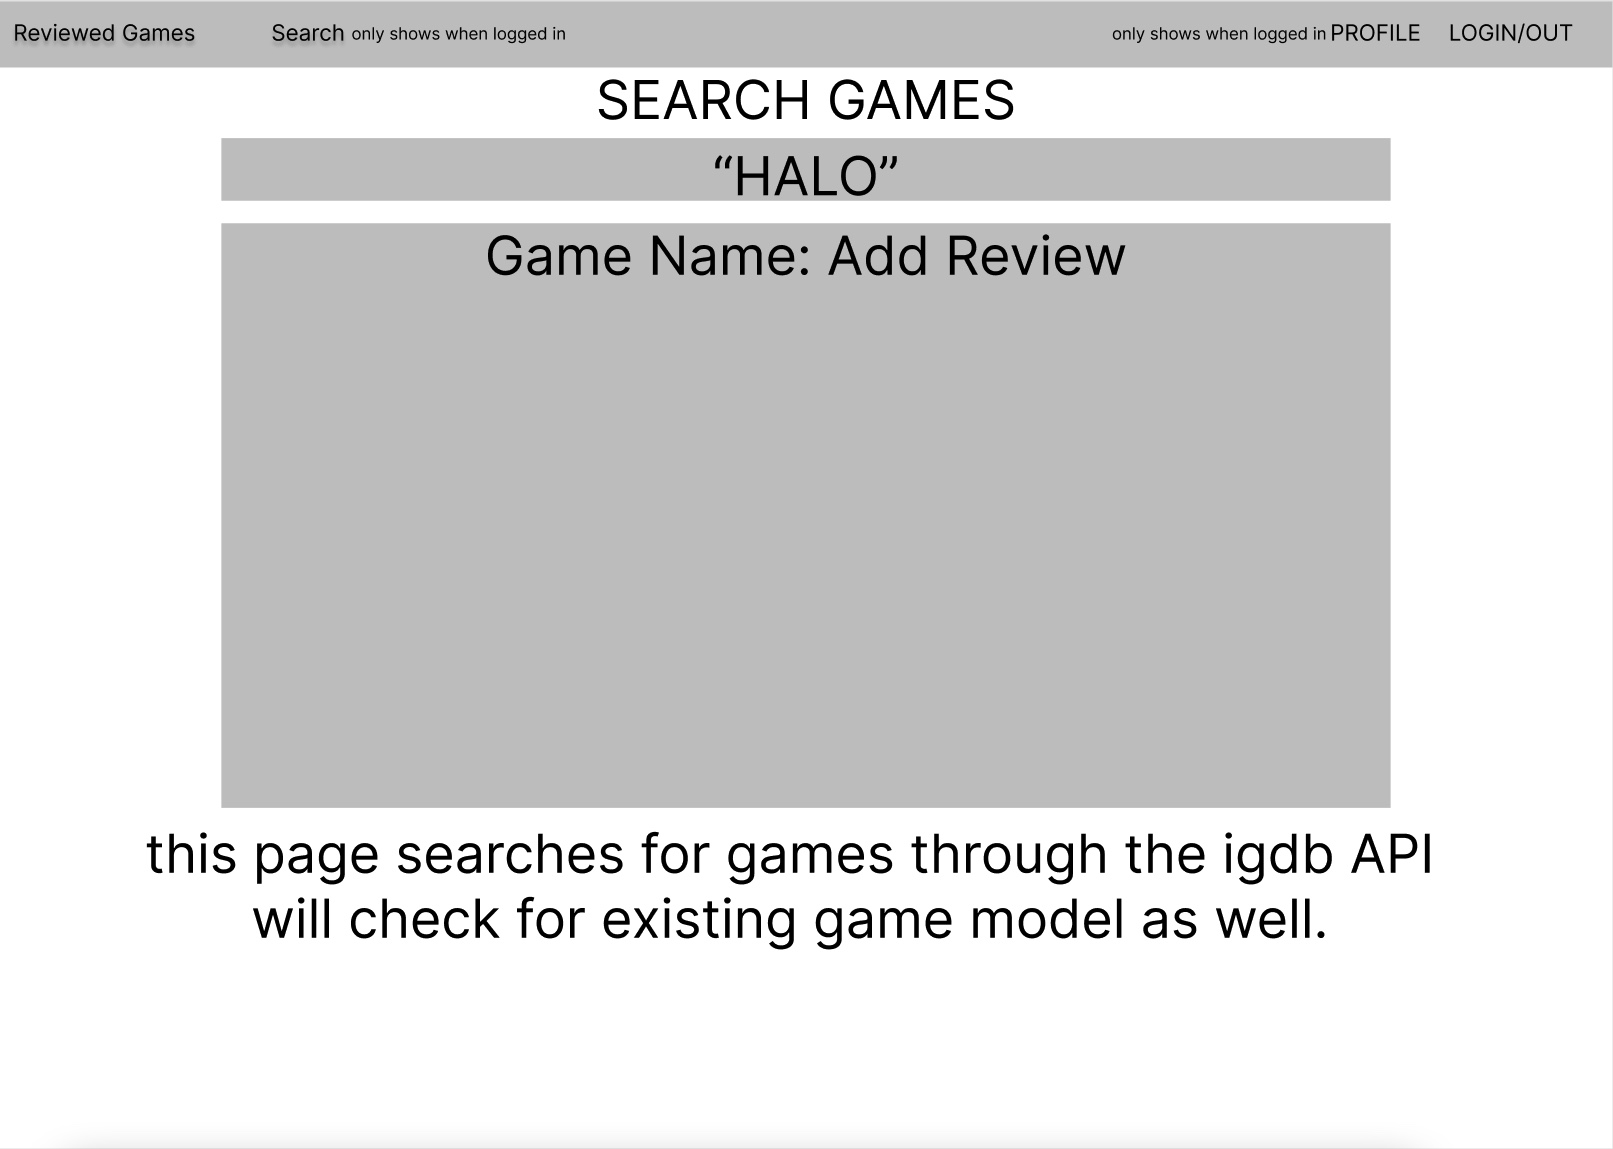 Reviewed Games Search only shows when logged in only shows when logged in PROFILE LOGIN/OUT
SEARCH GAMES
“HALO”
Game Name: Add Review
this page searches for games through the igdb API
will check for existing game model as well.